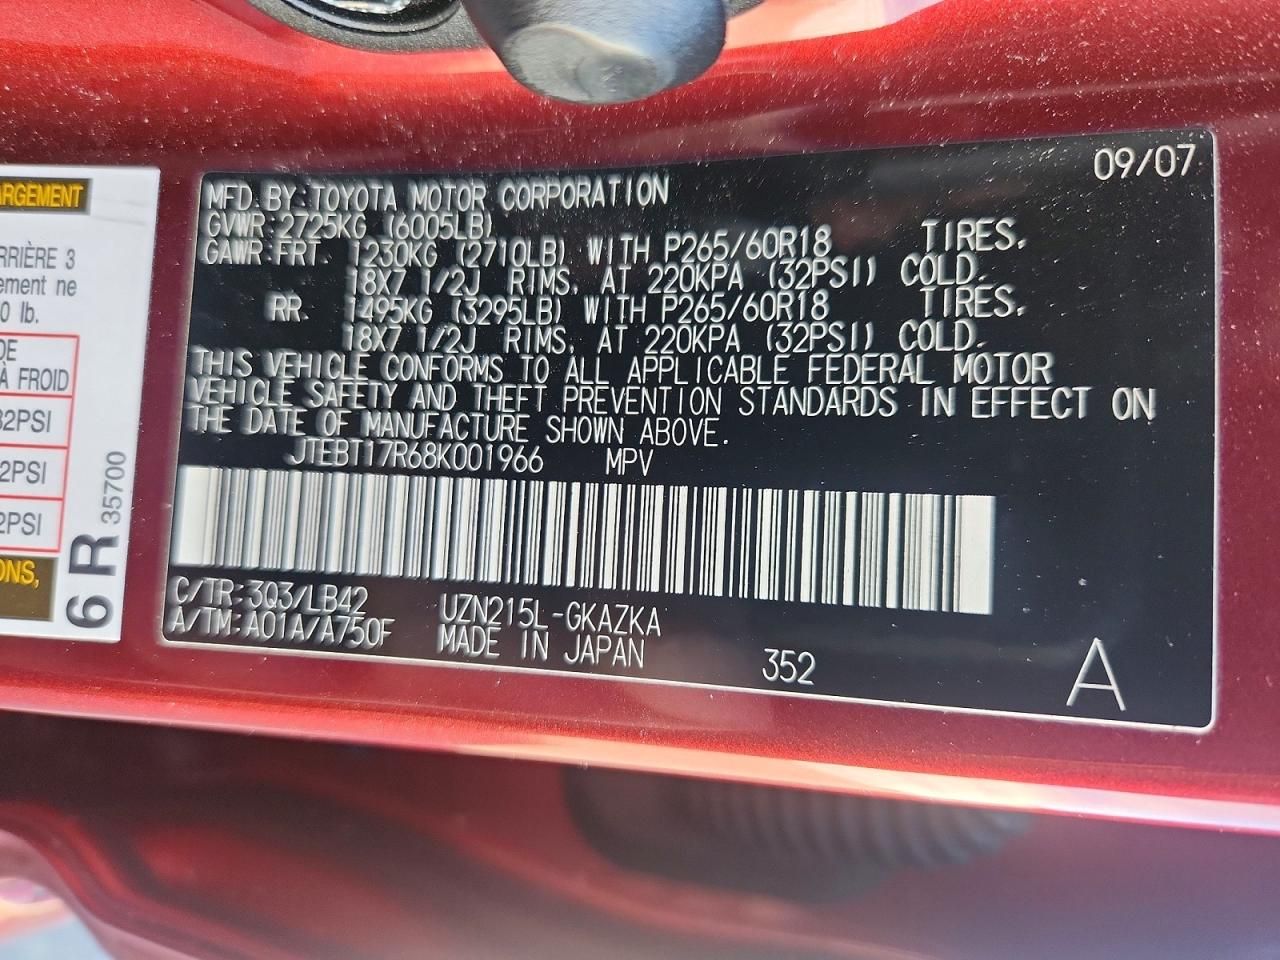 ARGEMENT
RRIÈRE 3
ement ne
0 lb.
DE
À FROID
32PSI
2PSI
2PSI
ONS,
6 R 35700
09/07
MFD.BY:TOYOTA MOTOR CORPORATION
GVWR:2725KG (6005LB)
GAWR:FRT. 1230KG (2710LB) WITH P265/60R18 TIRES,
18X7 1/2J RIMS, AT 220KPA (32PSI) COLD.
RR. 1495KG (3295LB) WITH P265/60R18 TIRES,
18X7 1/2J RIMS, AT 220KPA (32PSI) COLD.
THIS VEHICLE CONFORMS TO ALL APPLICABLE FEDERAL MOTOR
VEHICLE SAFETY AND THEFT PREVENTION STANDARDS IN EFFECT ON
THE DATE OF MANUFACTURE SHOWN ABOVE.
JTEBT17R68K001966 MPV
C/TR:3Q3/LB42 UZN215L-GKAZKA
A/TM:A01A/A750F MADE IN JAPAN
352 A